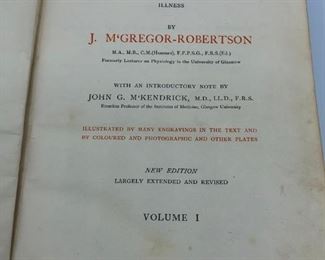 ILLNESS
BY
J. MᶜGREGOR-ROBERTSON
M.A., M.B., C.M.(Honours), F.F.P.S.G., F.R.S.(Ed.)
Formerly Lecturer on Physiology in the University of Glasgow
WITH AN INTRODUCTORY NOTE BY
JOHN G. MᶜKENDRICK, M.D., LL.D., F.R.S.
Emeritus Professor of the Institutes of Medicine, Glasgow University
ILLUSTRATED BY MANY ENGRAVINGS IN THE TEXT AND
BY COLOURED AND PHOTOGRAPHIC AND OTHER PLATES
NEW EDITION
LARGELY EXTENDED AND REVISED
VOLUME I